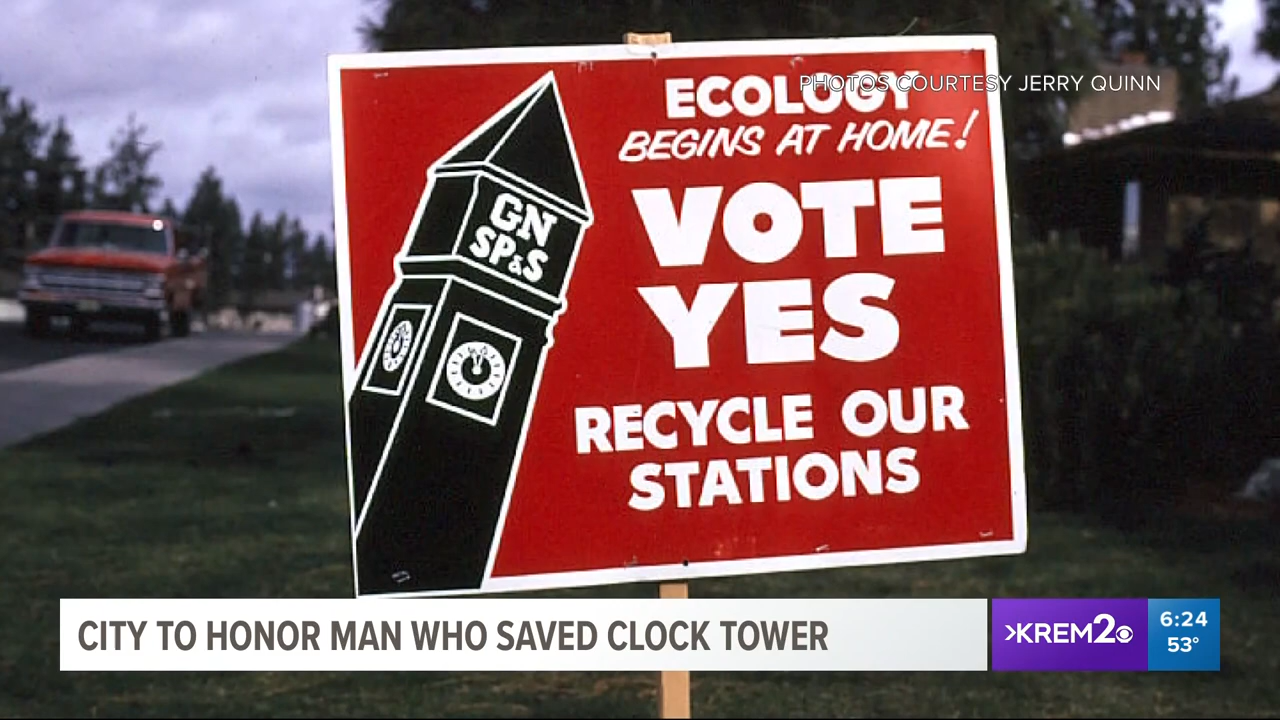 PHOTOS COURTESY JERRY QUINN
ECOLOGY
BEGINS AT HOME!
VOTE
YES
RECYCLE OUR
STATIONS
GN
SP&S
CITY TO HONOR MAN WHO SAVED CLOCK TOWER
KREM2
6:24
53°